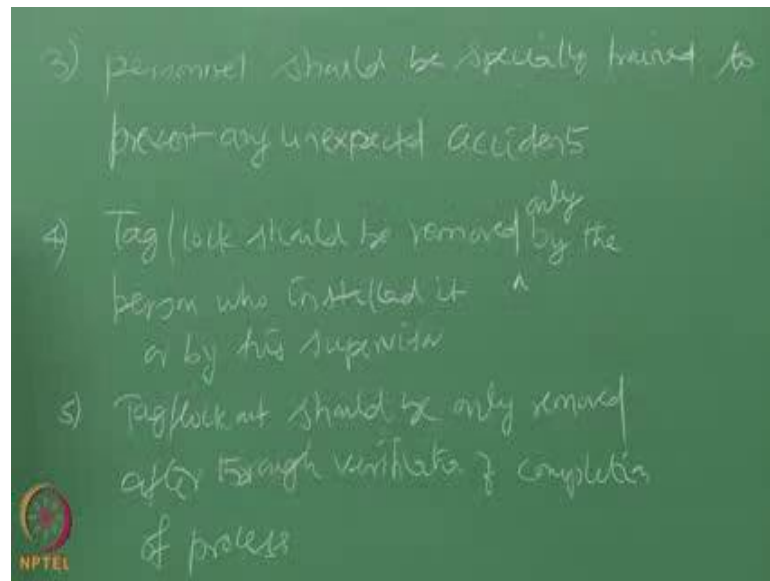 3) personnel should be specially trained to
prevent any unexpected accidents
only
4) Tag/lock should be removed by the
person who installed it ^
or by his supervisor
5) Tag/lock out should be only removed
after through verification of completion
of process
NPTEL